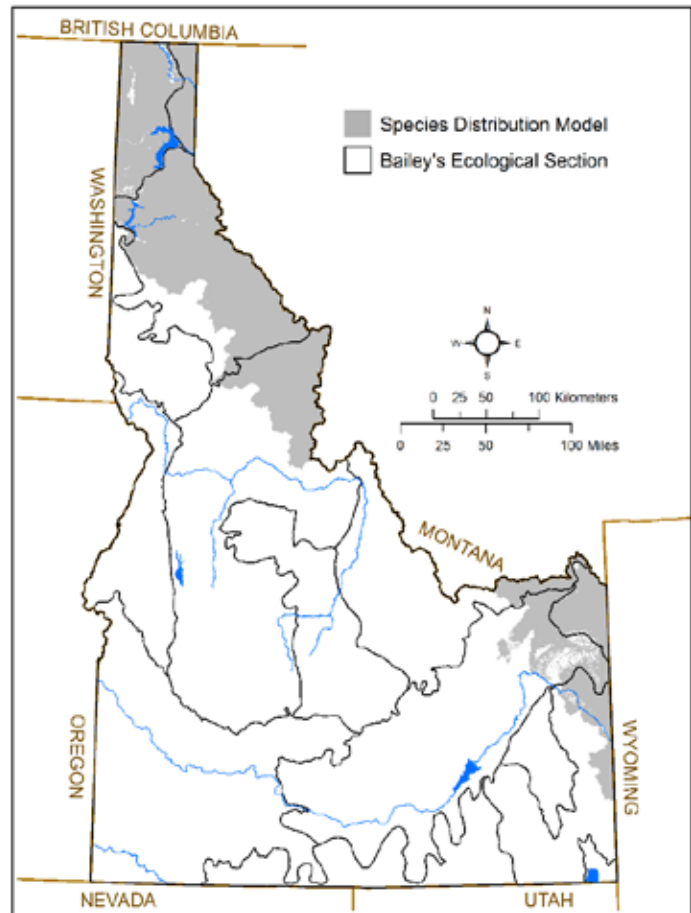 BRITISH COLUMBIA
Species Distribution Model
Bailey's Ecological Section
WASHINGTON
N
W E
S
0 25 50 100 Kilometers
0 25 50 100 Miles
MONTANA
OREGON
WYOMING
NEVADA
UTAH